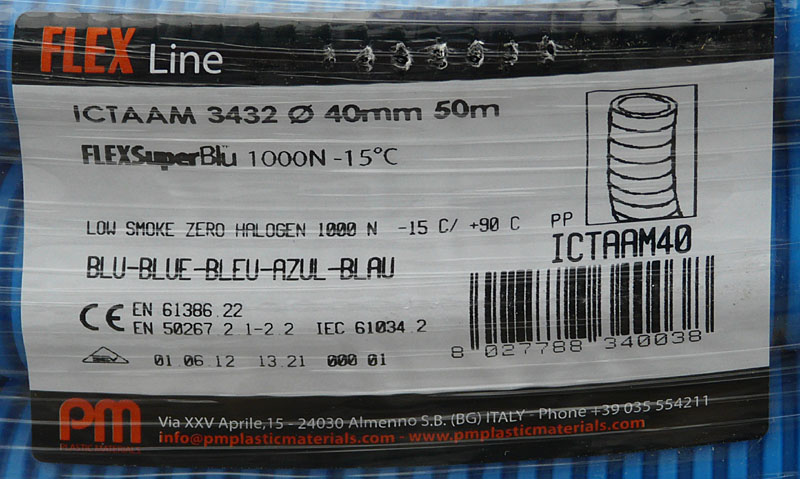 FLEX Line
ICTAAM 3432 Ø 40mm 50m
FLEXSuperBlü 1000N -15°C
LOW SMOKE ZERO HALOGEN 1000 N -15 C/ +90 C PP
ICTAAM40
BLU-BLUE-BLEU-AZUL-BLAU
CE EN 61386.22
EN 50267 2 1-2 2 IEC 61034 2
01 06 12 13.21 000 01
8 027788 340038
pm
PLASTIC MATERIALS
Via XXV Aprile,15 - 24030 Almenno S.B. (BG) ITALY - Phone +39 035 554211
info@pmplasticmaterials.com - www.pmplasticmaterials.com